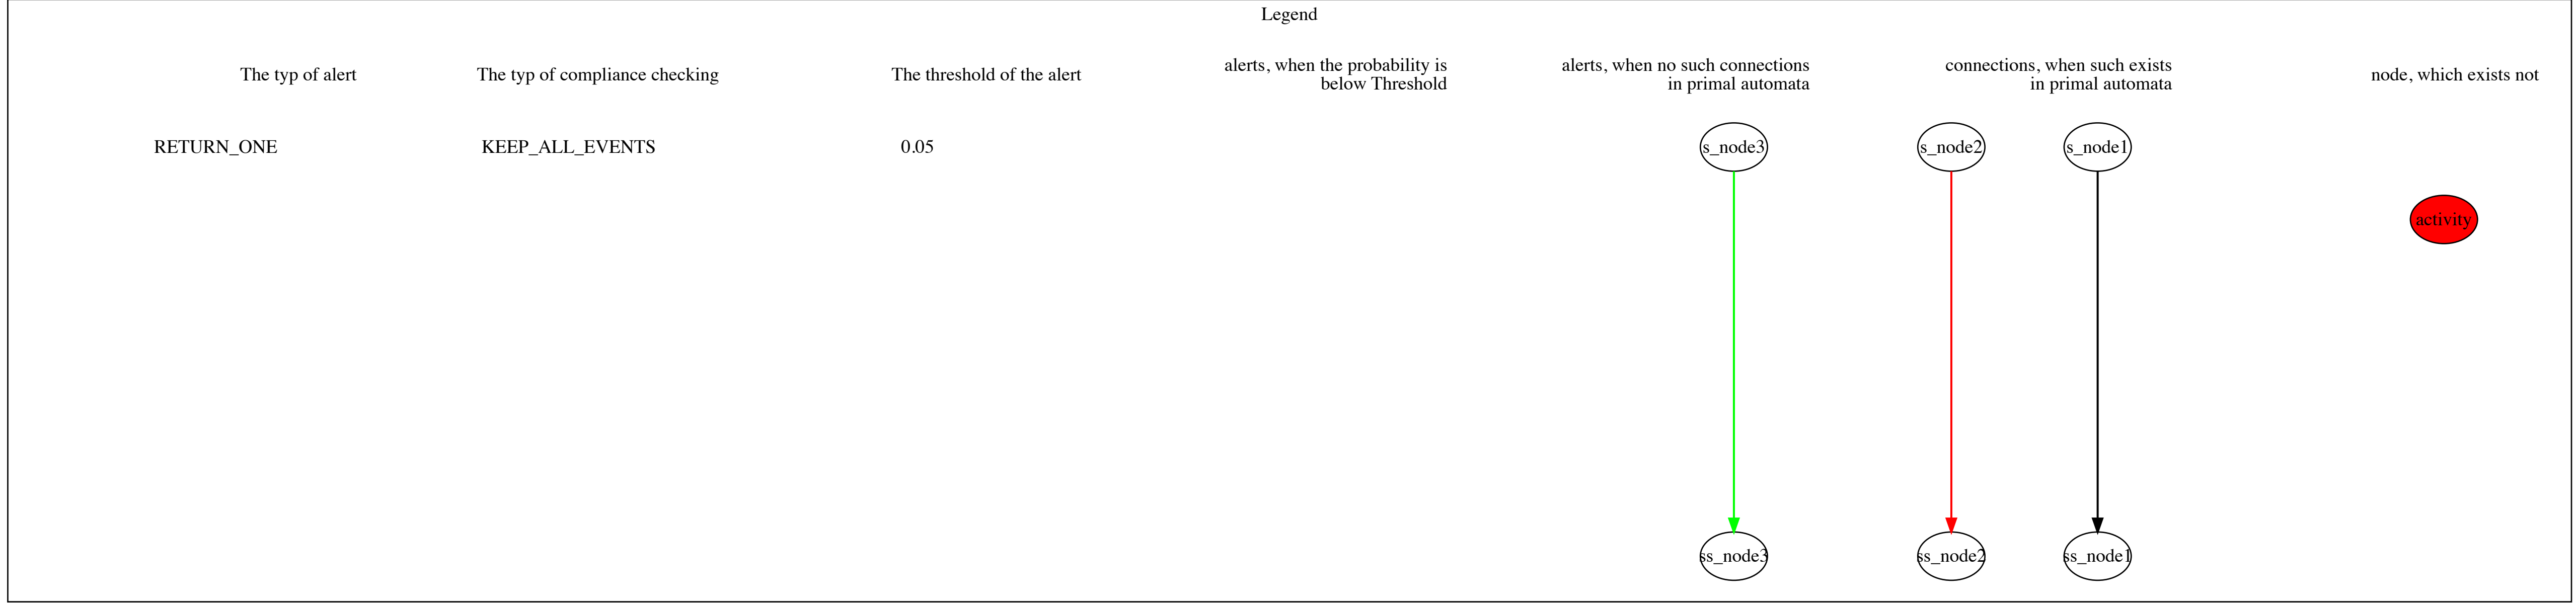 Legend
The typ of alert
The typ of compliance checking
The threshold of the alert
alerts, when the probability is
below Threshold
alerts, when no such connections
in primal automata
connections, when such exists
in primal automata
node, which exists not
RETURN_ONE
KEEP_ALL_EVENTS
0.05
s_node3
s_node2
s_node1
activity
ss_node3
ss_node2
ss_node1